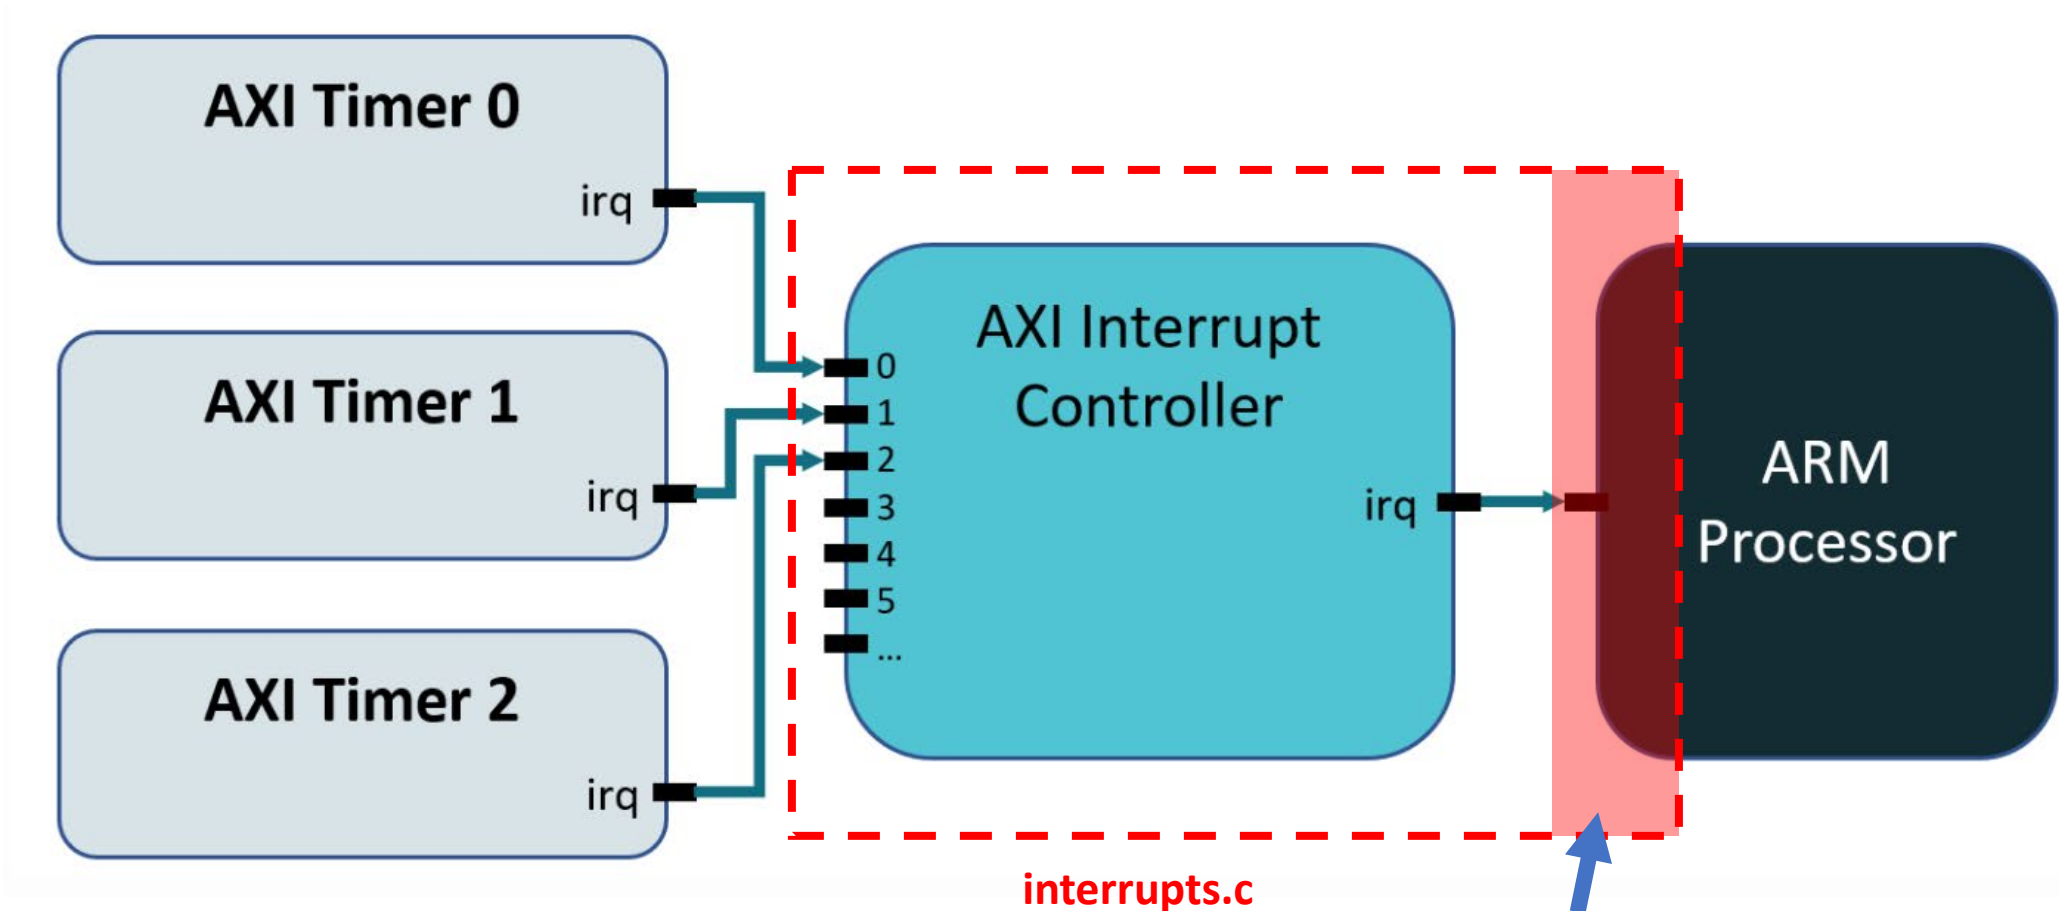 AXI Timer 0
irq
AXI Timer 1
irq
AXI Timer 2
irq
AXI Interrupt
Controller
0
1
2
3
4
5
...
irq
ARM
Processor
interrupts.c